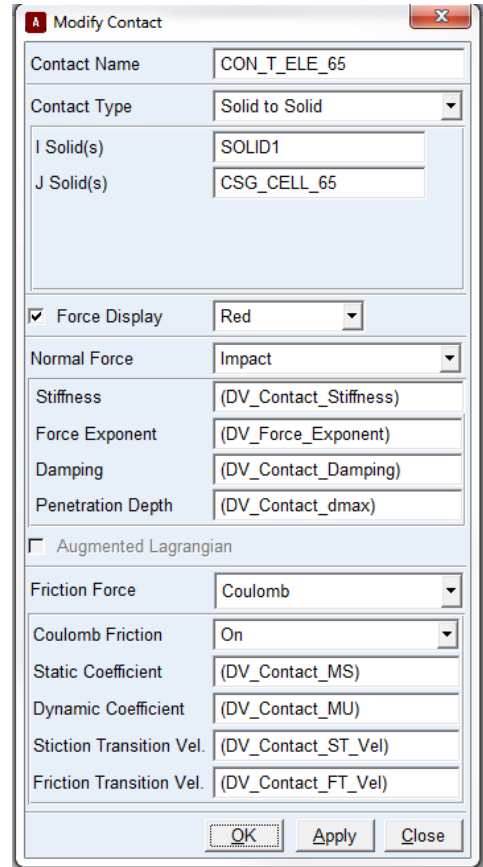 A Modify Contact x
Contact Name CON_T_ELE_65
Contact Type Solid to Solid
I Solid(s) SOLID1
J Solid(s) CSG_CELL_65
Force Display Red
Normal Force Impact
Stiffness (DV_Contact_Stiffness)
Force Exponent (DV_Force_Exponent)
Damping (DV_Contact_Damping)
Penetration Depth (DV_Contact_dmax)
Augmented Lagrangian
Friction Force Coulomb
Coulomb Friction On
Static Coefficient (DV_Contact_MS)
Dynamic Coefficient (DV_Contact_MU)
Stiction Transition Vel. (DV_Contact_ST_Vel)
Friction Transition Vel. (DV_Contact_FT_Vel)
OK Apply Close